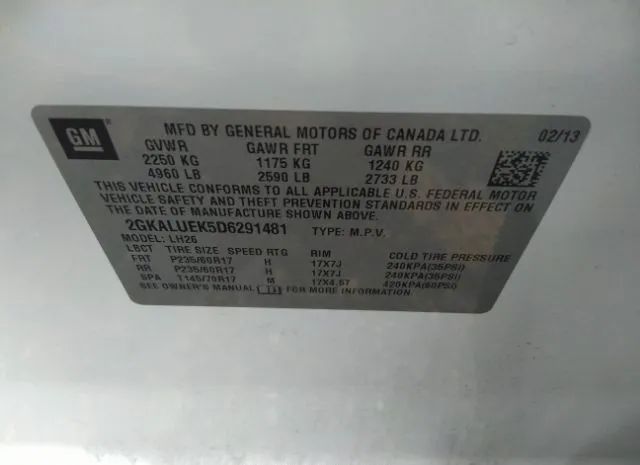 GM ® MFD BY GENERAL MOTORS OF CANADA LTD. 02/13
GVWR GAWR FRT GAWR RR
2250 KG 1175 KG 1240 KG
4960 LB 2590 LB 2733 LB
THIS VEHICLE CONFORMS TO ALL APPLICABLE U.S. FEDERAL MOTOR
VEHICLE SAFETY AND THEFT PREVENTION STANDARDS IN EFFECT ON
THE DATE OF MANUFACTURE SHOWN ABOVE.
2GKALUEK5D6291481 TYPE: M.P.V.
MODEL: LH26
LBCT TIRE SIZE SPEED RTG RIM COLD TIRE PRESSURE
FRT P235/60R17 H 17X7J 240KPA(35PSI)
RR P235/60R17 H 17X7J 240KPA(35PSI)
SPA T145/70R17 M 17X4.5T 420KPA(60PSI)
SEE OWNER'S MANUAL FOR MORE INFORMATION